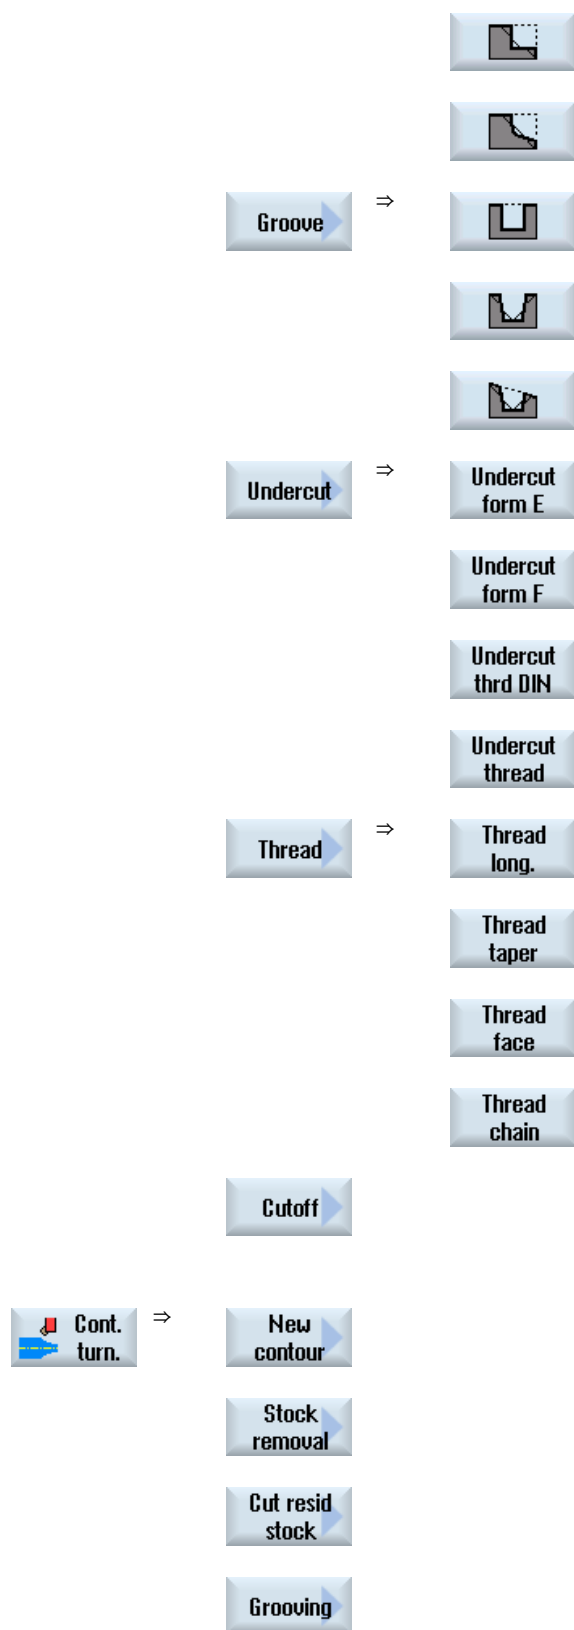 Groove
⇒
Undercut
⇒
Undercut
form E
Undercut
form F
Undercut
thrd DIN
Undercut
thread
Thread
⇒
Thread
long.
Thread
taper
Thread
face
Thread
chain
Cutoff
Cont.
turn.
⇒
New
contour
Stock
removal
Cut resid
stock
Grooving